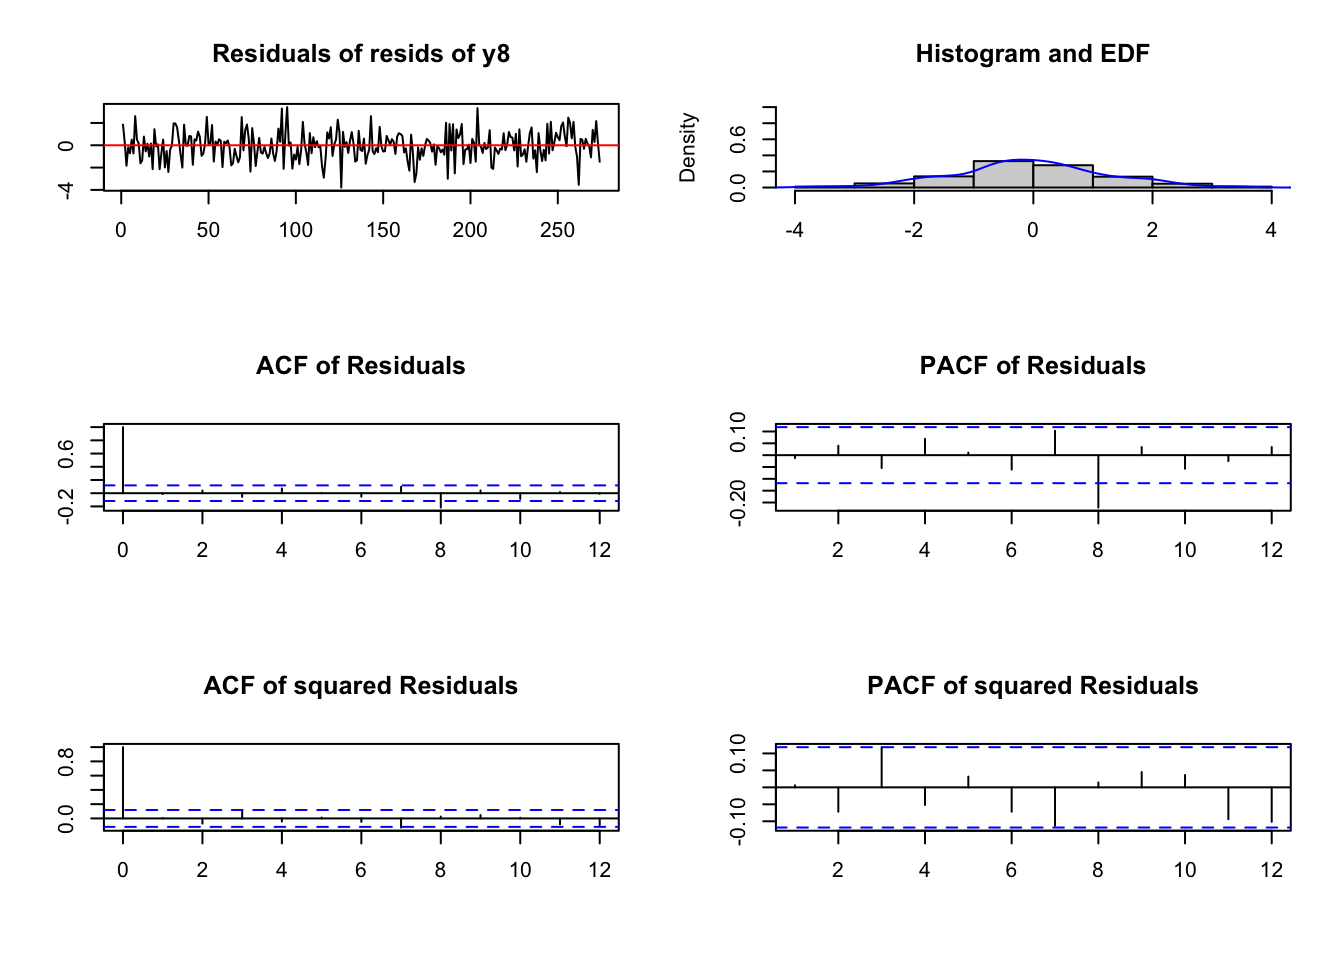 Residuals of resids of y8
0
-4
0 50 100 150 200 250
Histogram and EDF
Density
0.6
0.0
-4 -2 0 2 4
ACF of Residuals
0.6
-0.2
0 2 4 6 8 10 12
PACF of Residuals
0.10
-0.20
2 4 6 8 10 12
ACF of squared Residuals
0.8
0.0
0 2 4 6 8 10 12
PACF of squared Residuals
0.10
-0.10
2 4 6 8 10 12